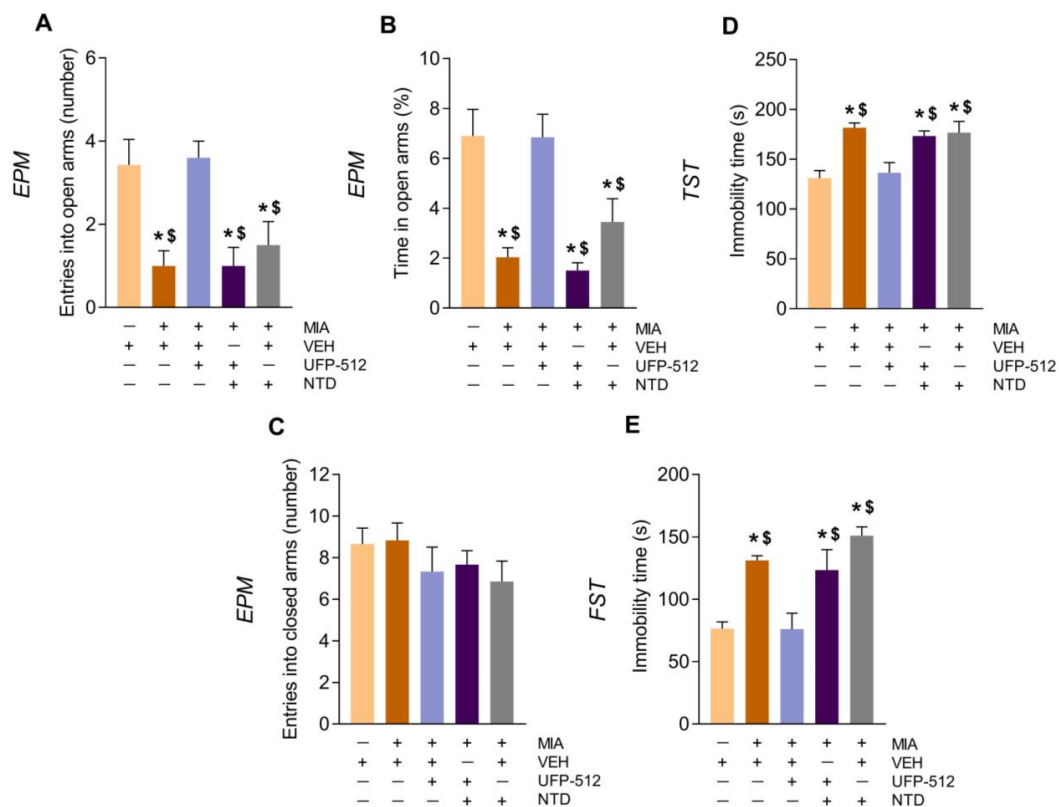 A
EPM
Entries into open arms (number)
6
4
2
0
*$
*$
*$
– + + + + MIA
+ + + – + VEH
– – + + – UFP-512
– – – + + NTD
B
EPM
Time in open arms (%)
10
8
6
4
2
0
*$
*$
*$
– + + + + MIA
+ + + – + VEH
– – + + – UFP-512
– – – + + NTD
D
TST
Immobility time (s)
250
200
150
100
50
0
*$
*$
*$
– + + + + MIA
+ + + – + VEH
– – + + – UFP-512
– – – + + NTD
C
EPM
Entries into closed arms (number)
12
10
8
6
4
2
0
– + + + + MIA
+ + + – + VEH
– – + + – UFP-512
– – – + + NTD
E
FST
Immobility time (s)
200
150
100
50
0
*$
*$
*$
– + + + + MIA
+ + + – + VEH
– – + + – UFP-512
– – – + + NTD